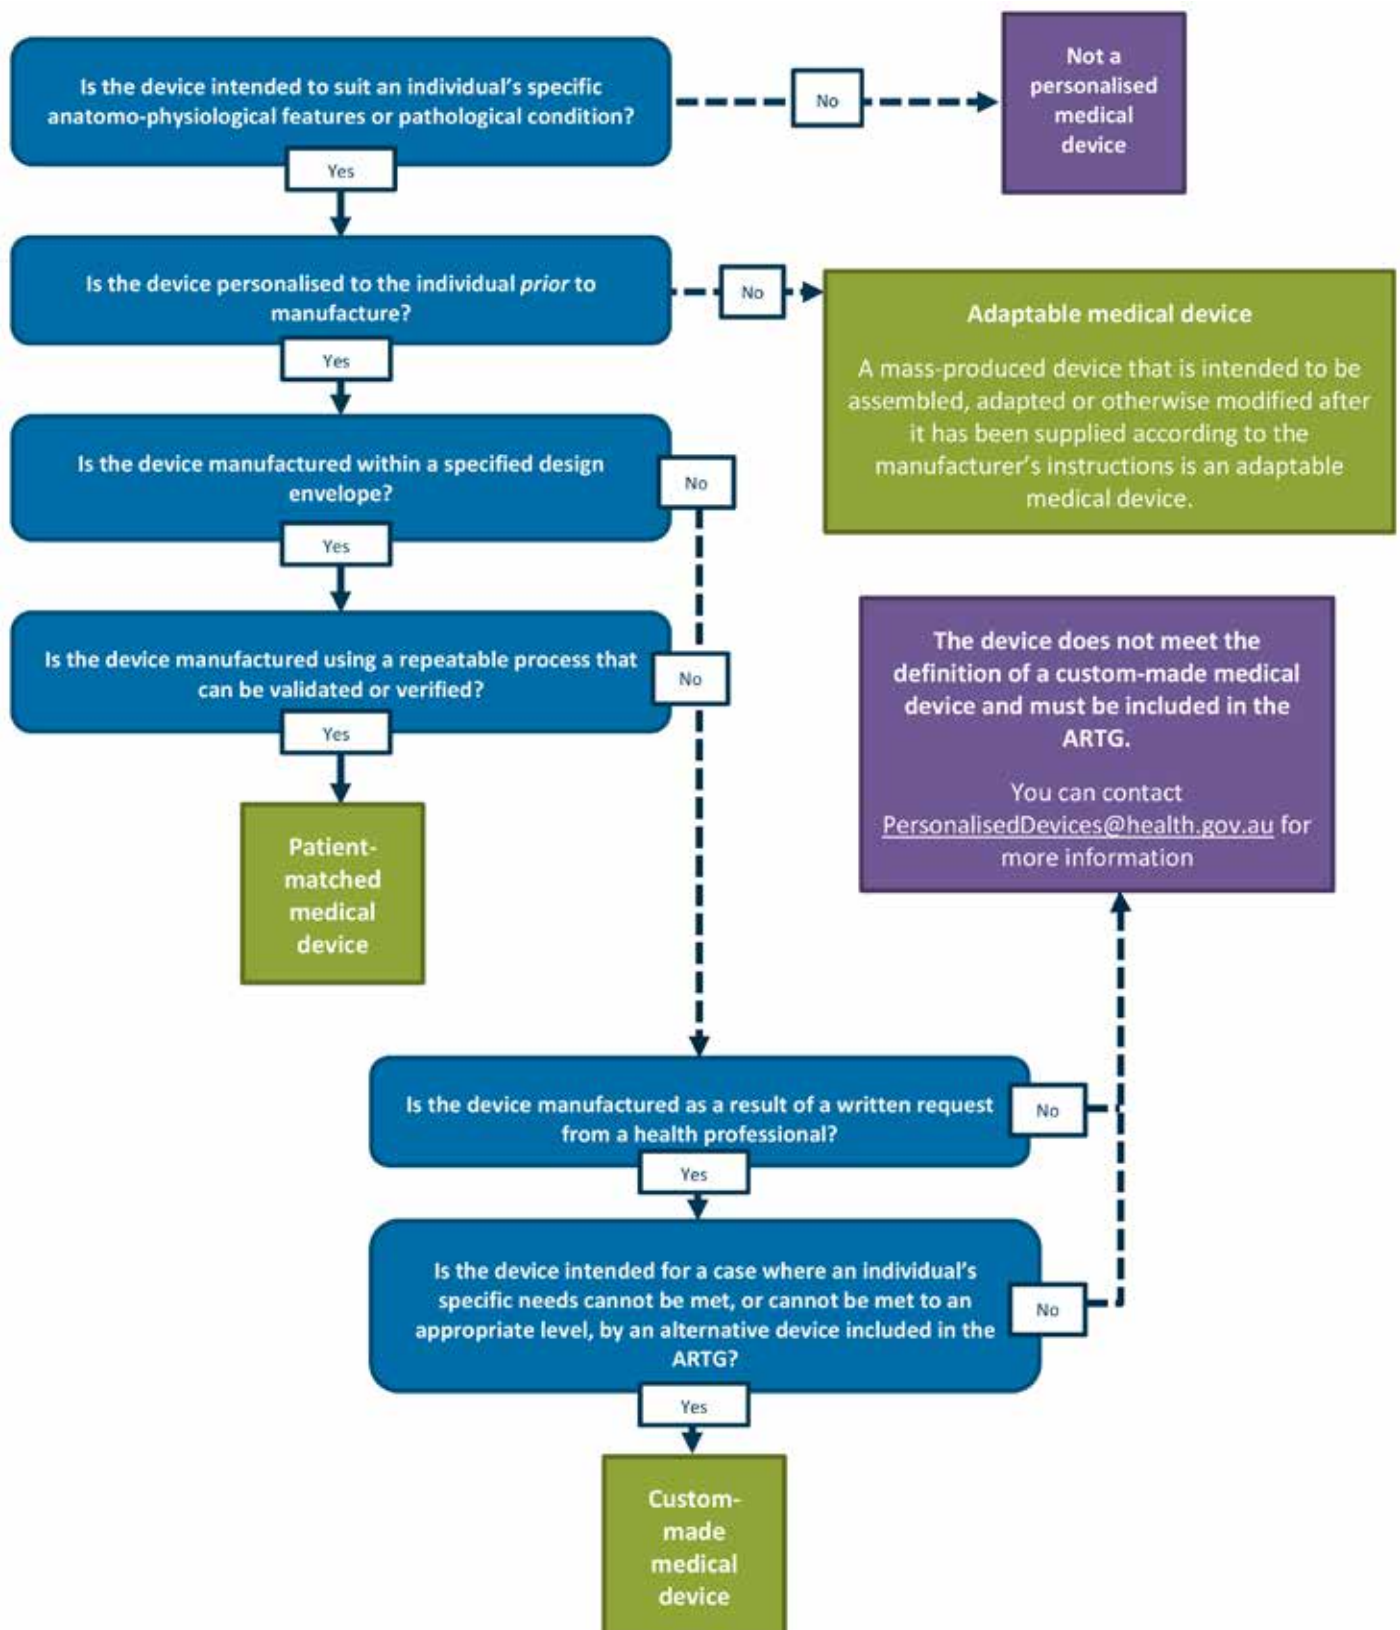 Is the device intended to suit an individual's specific
anatomo-physiological features or pathological condition?
No
Not a
personalised
medical
device
Yes
Is the device personalised to the individual prior to
manufacture?
No
Adaptable medical device
A mass-produced device that is intended to be
assembled, adapted or otherwise modified after
it has been supplied according to the
manufacturer's instructions is an adaptable
medical device.
Yes
Is the device manufactured within a specified design
envelope?
No
Yes
Is the device manufactured using a repeatable process that
can be validated or verified?
No
Yes
The device does not meet the
definition of a custom-made medical
device and must be included in the
ARTG.
You can contact
PersonalisedDevices@health.gov.au for
more information
Patient-
matched
medical
device
Is the device manufactured as a result of a written request
from a health professional?
No
Yes
Is the device intended for a case where an individual's
specific needs cannot be met, or cannot be met to an
appropriate level, by an alternative device included in the
ARTG?
No
Yes
Custom-
made
medical
device